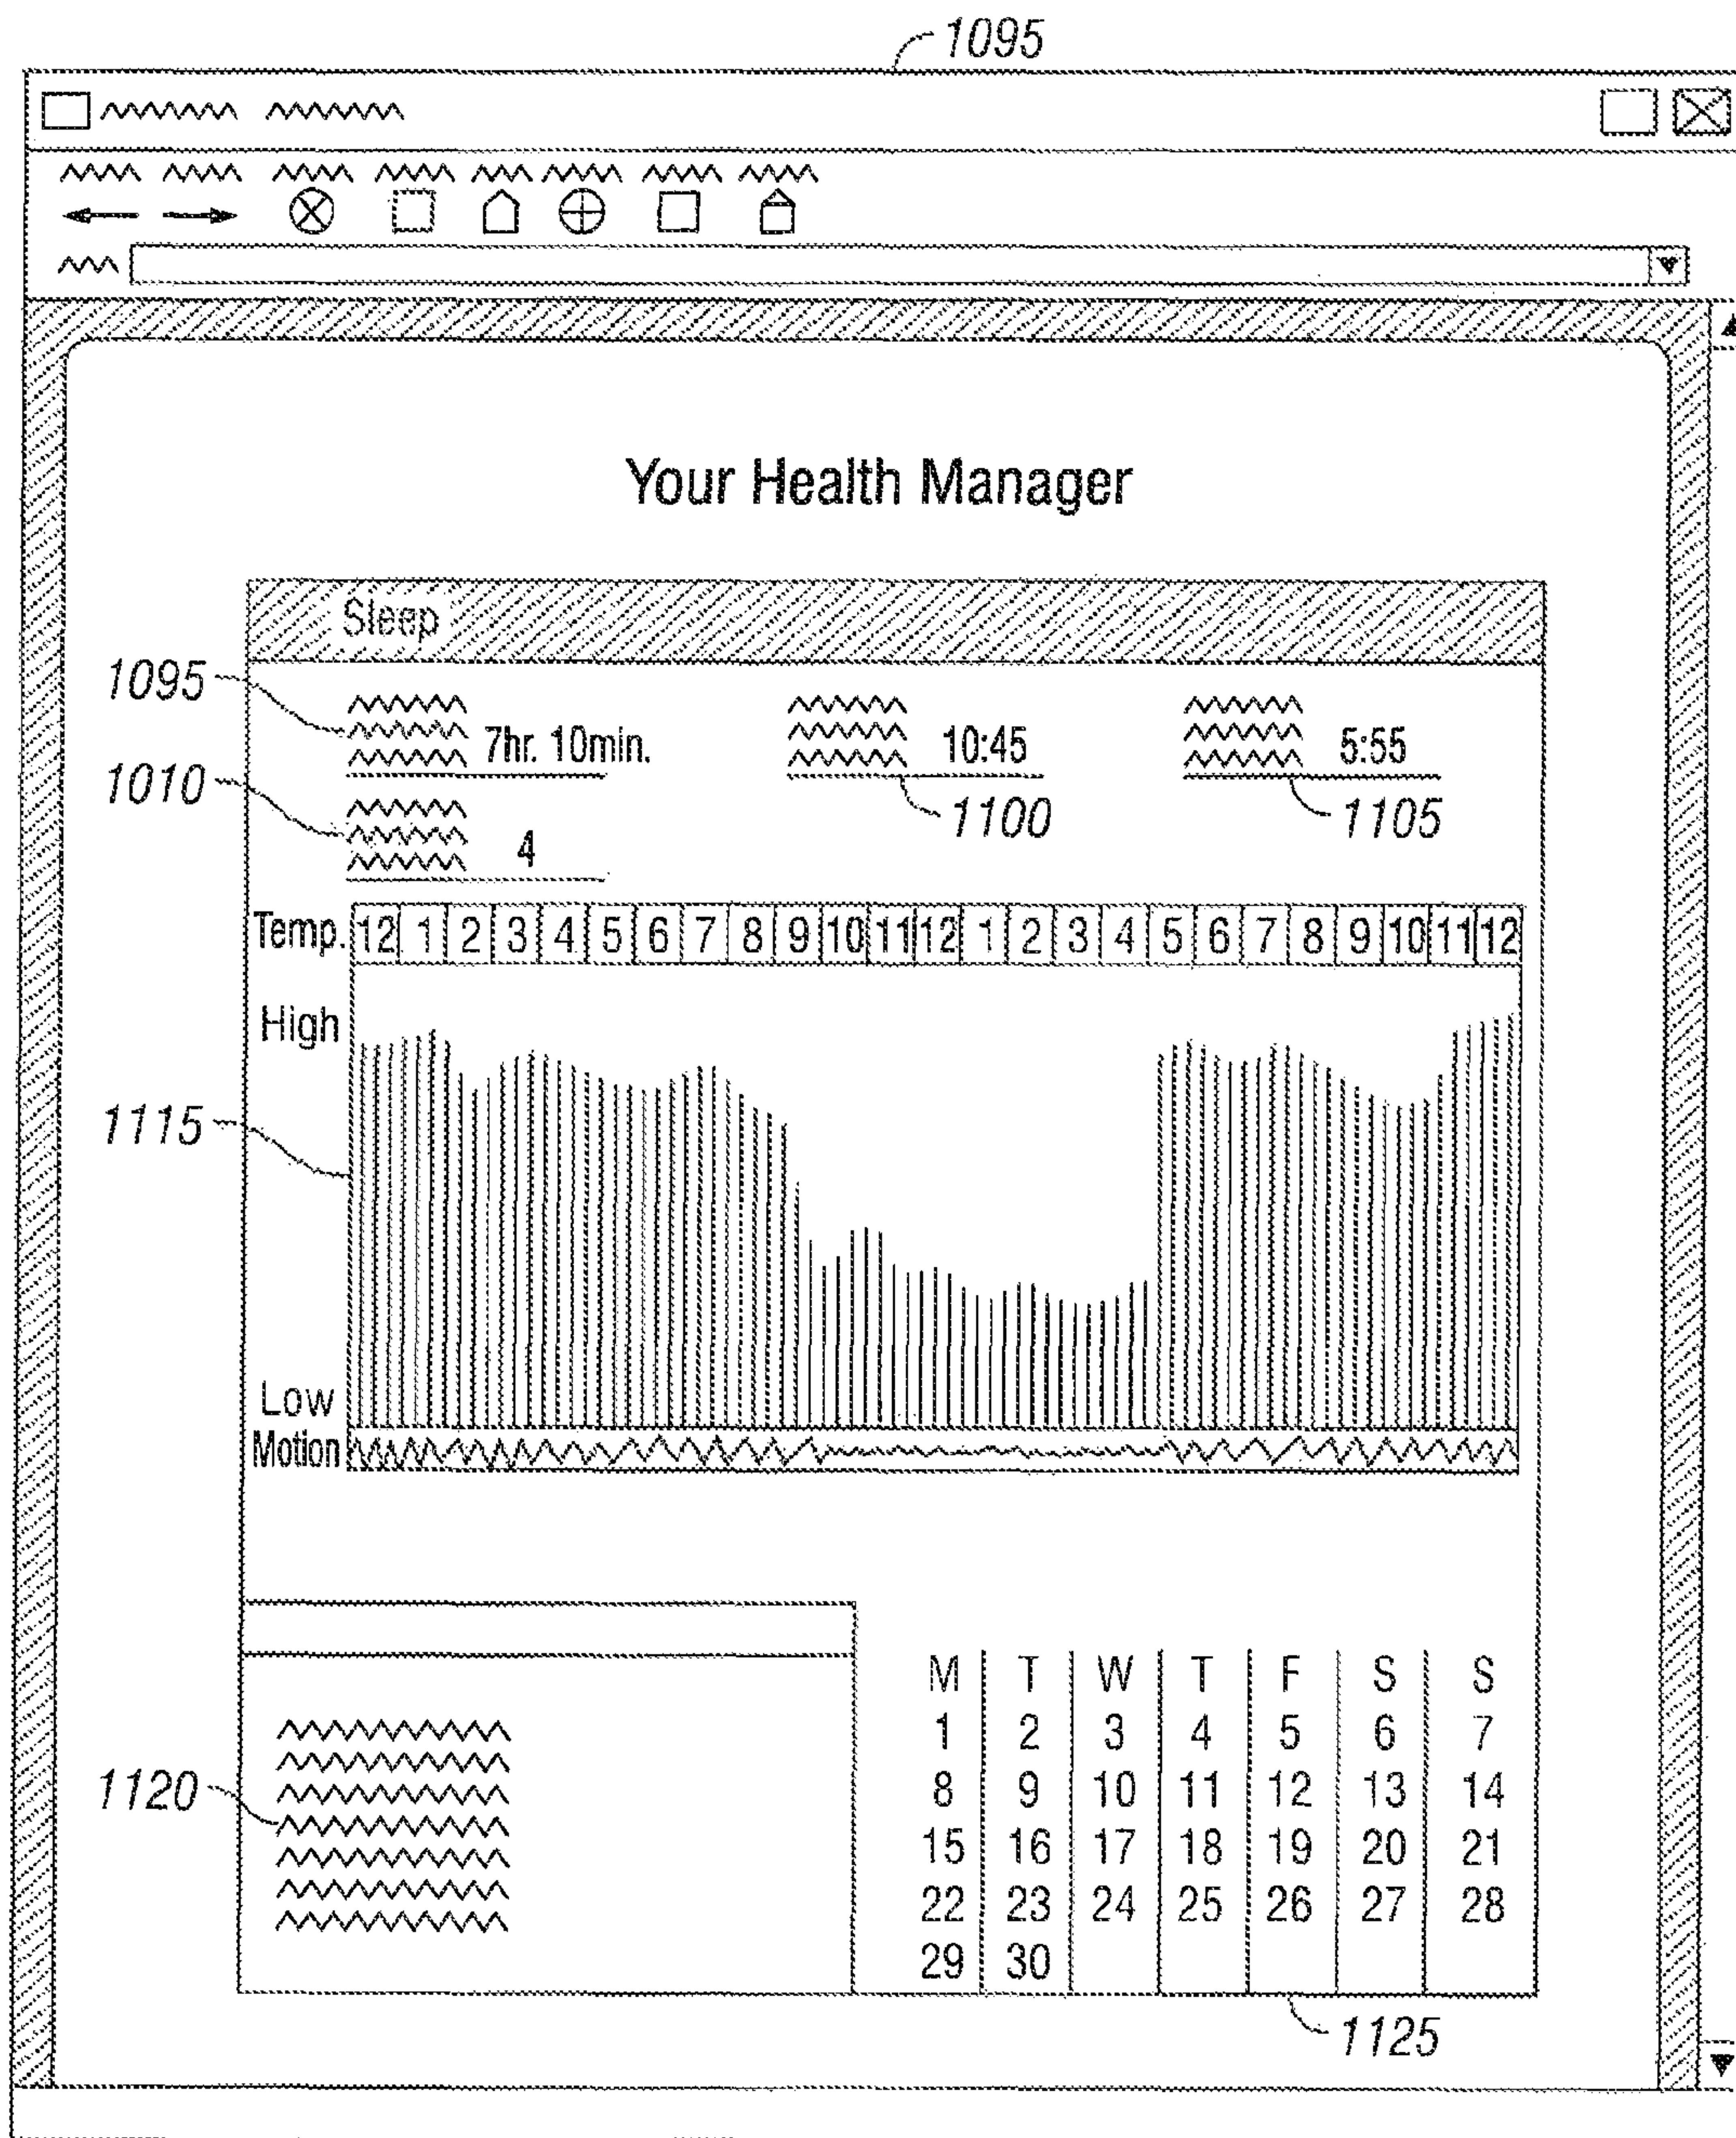 1095
Your Health Manager
Sleep
1095
7hr. 10min.
10:45
5:55
1010
4
1100
1105
Temp. 12 1 2 3 4 5 6 7 8 9 10 11 12 1 2 3 4 5 6 7 8 9 10 11 12
High
1115
Low
Motion
M T W T F S S
1 2 3 4 5 6 7
1120
8 9 10 11 12 13 14
15 16 17 18 19 20 21
22 23 24 25 26 27 28
29 30
1125